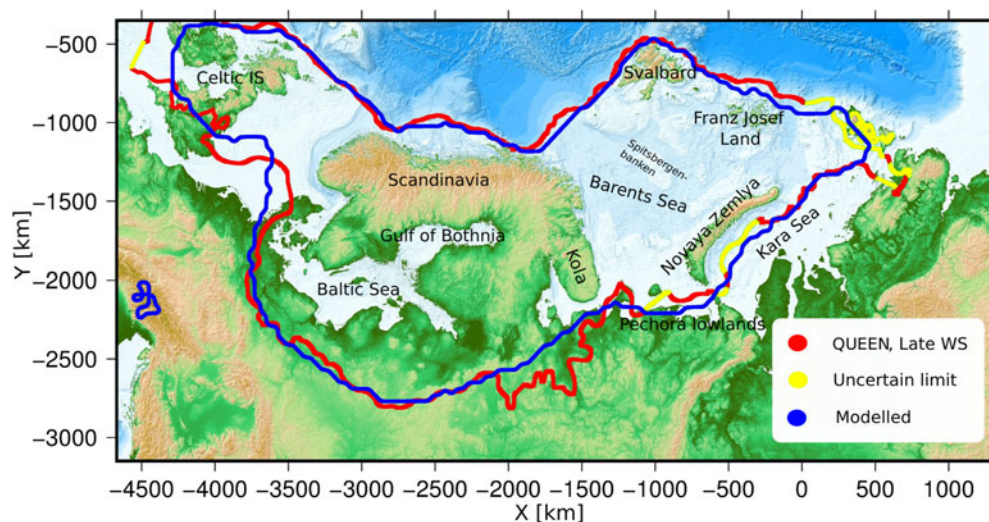 −500
−1000
−1500
−2000
−2500
−3000
Y [km]
Celtic IS
Svalbard
Franz Josef
Land
Spitsbergen-
banken
Scandinavia
Barents Sea
Novaya Zemlya
Kara Sea
Gulf of Bothnia
Kola
Baltic Sea
Pechora lowlands
QUEEN, Late WS
Uncertain limit
Modelled
−4500 −4000 −3500 −3000 −2500 −2000 −1500 −1000 −500 0 500 1000
X [km]